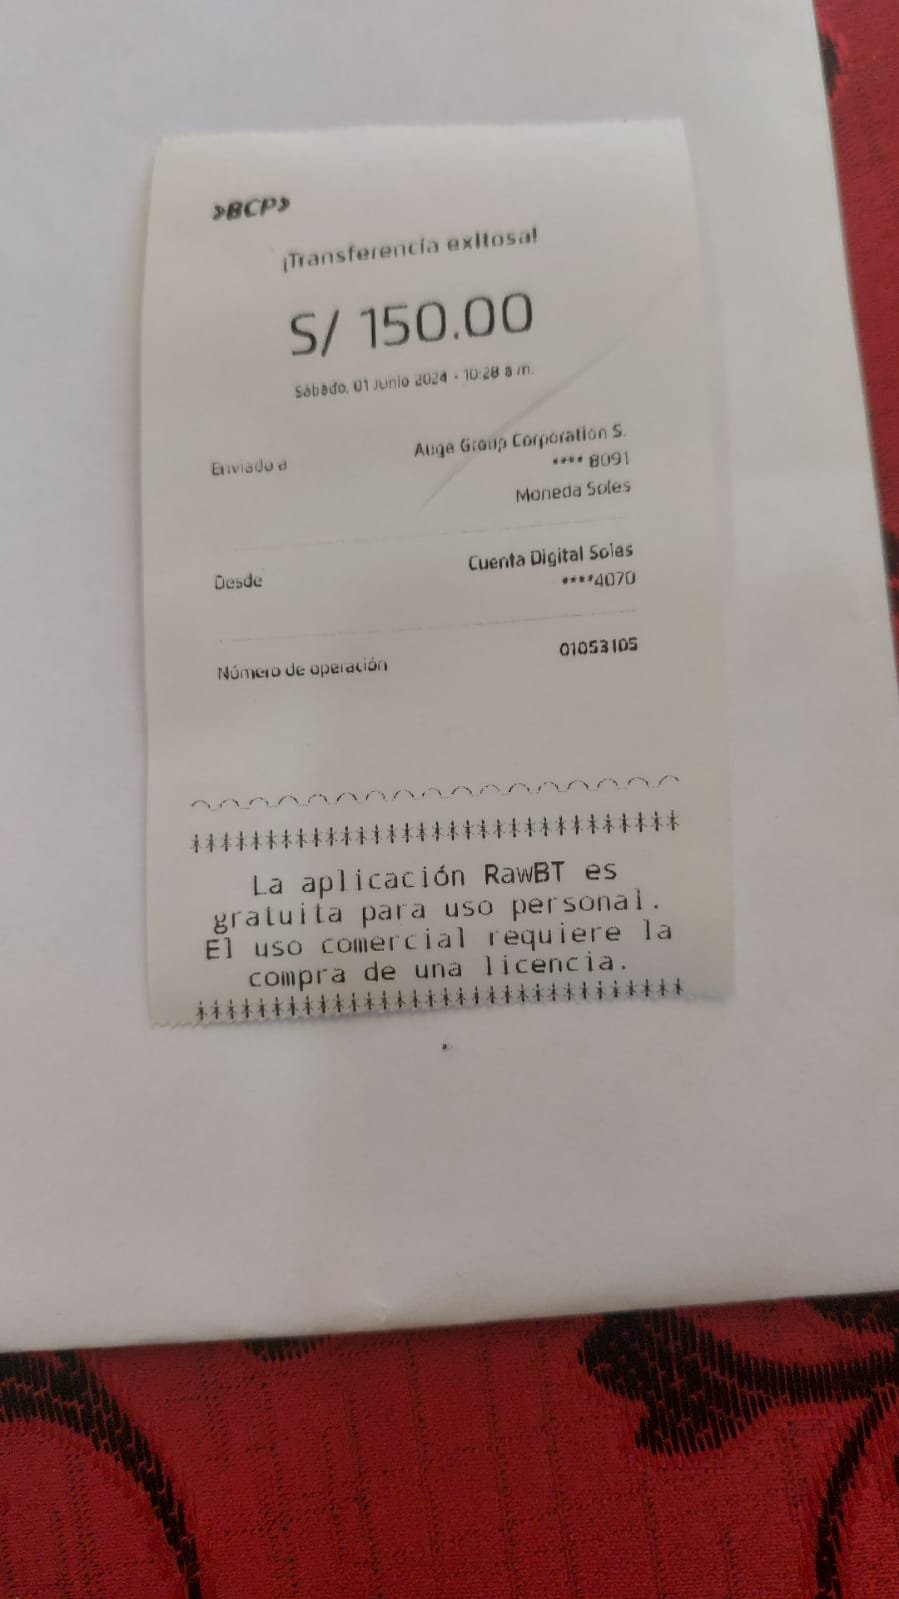 »BCP»
¡Transferencia exitosa!
S/ 150.00
Sábado, 01 Junio 2024 - 10:28 a.m.
Enviado a
Auge Group Corporation S.
**** 8091
Moneda Soles
Desde
Cuenta Digital Soles
****4070
Número de operación
01053105
********************************
La aplicación RawBT es
gratuita para uso personal.
El uso comercial requiere la
compra de una licencia.
********************************